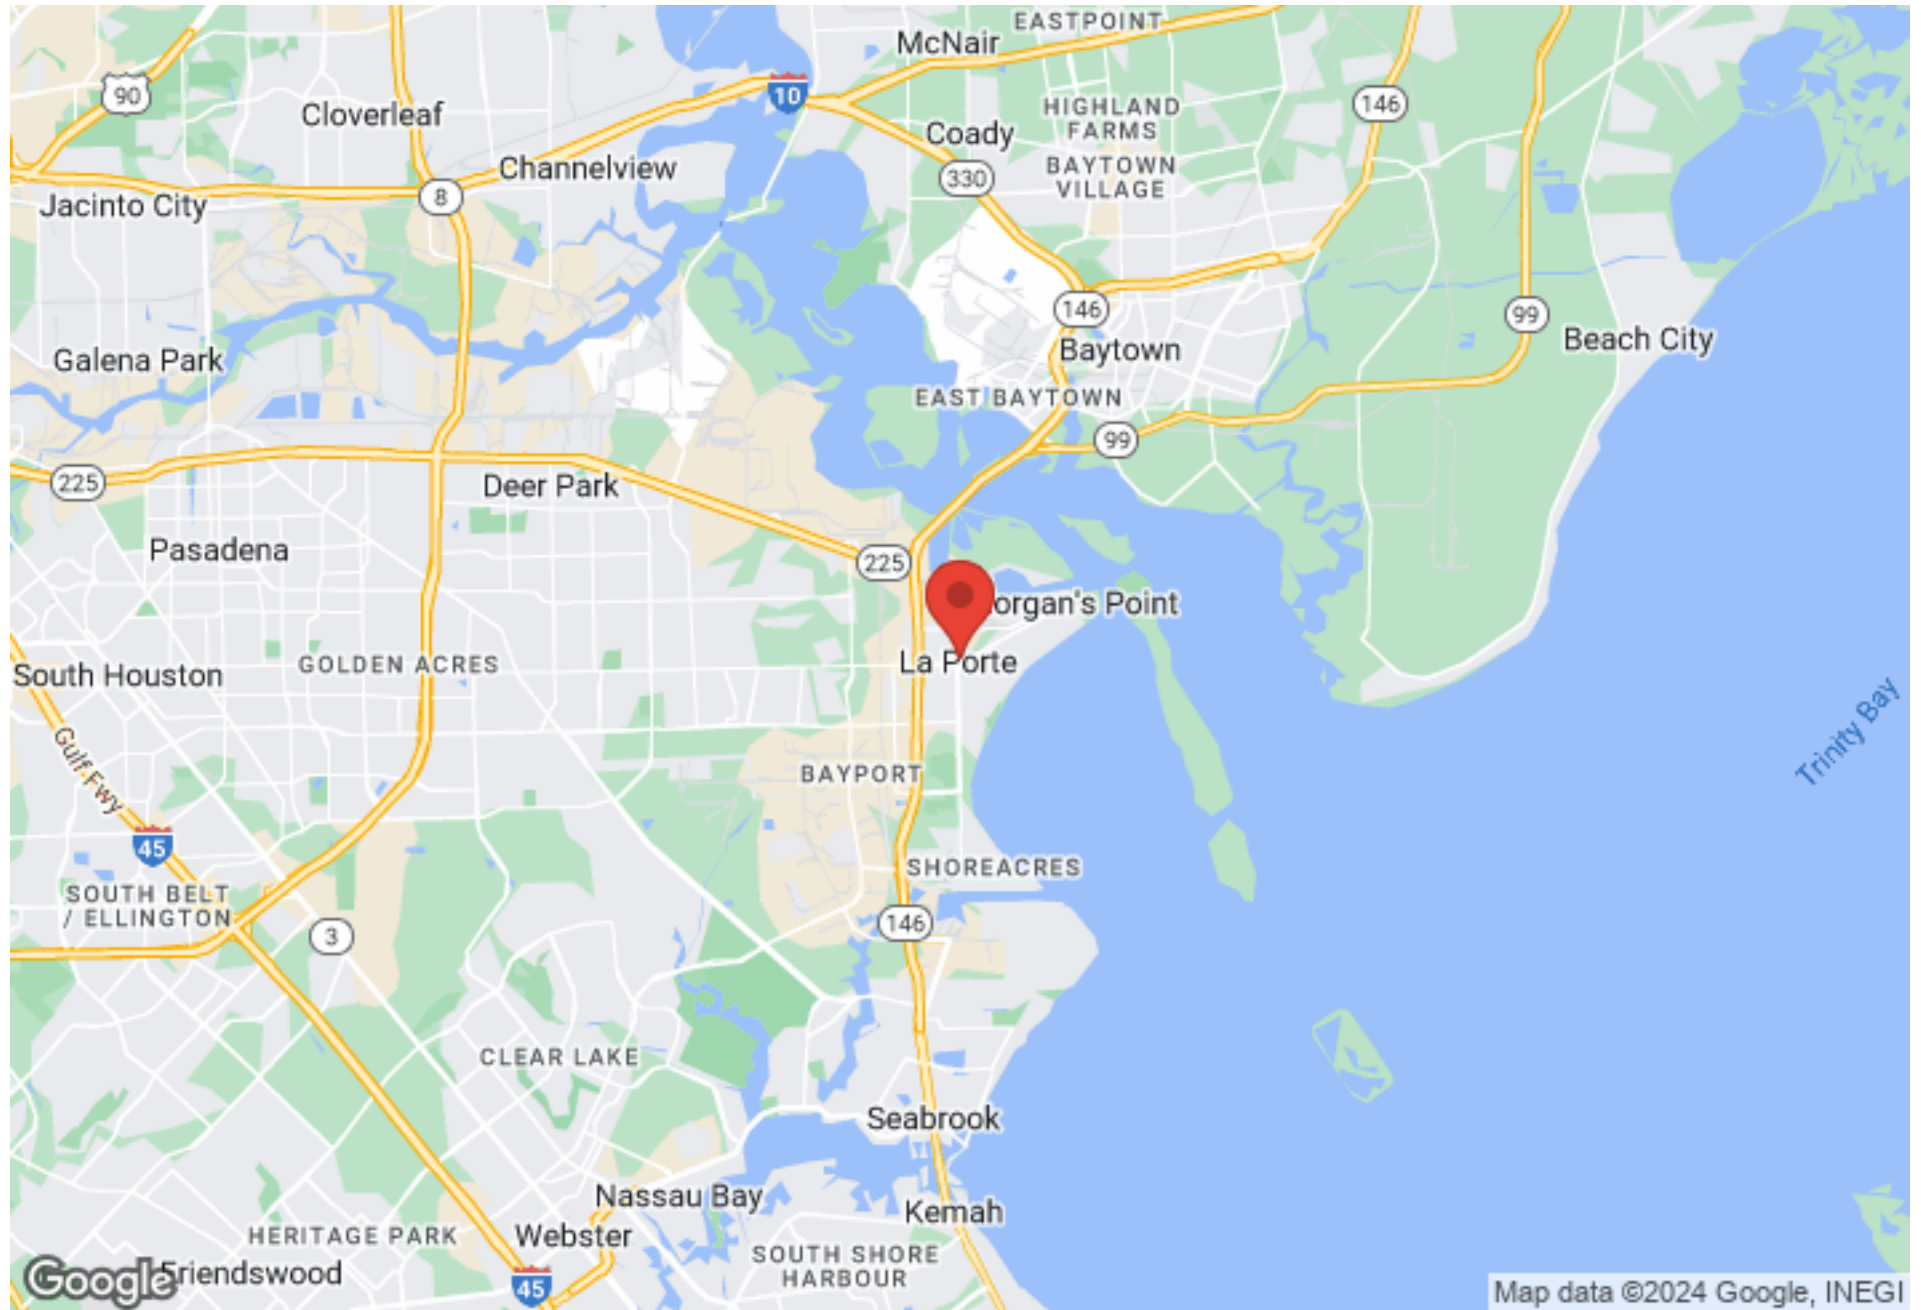 EASTPOINT
McNair
90
10
146
Cloverleaf
HIGHLAND
FARMS
Coady
Channelview
BAYTOWN
VILLAGE
330
8
Jacinto City
146
99
Beach City
Baytown
Galena Park
EAST BAYTOWN
99
225
Deer Park
Pasadena
225
organ's Point
La Porte
GOLDEN ACRES
South Houston
Trinity Bay
Gulf Fwy
BAYPORT
45
SHOREACRES
SOUTH BELT
/ ELLINGTON
146
3
CLEAR LAKE
Seabrook
Nassau Bay
Kemah
HERITAGE PARK
Webster
SOUTH SHORE
HARBOUR
Friendswood
45
Google
Map data ©2024 Google, INEGI